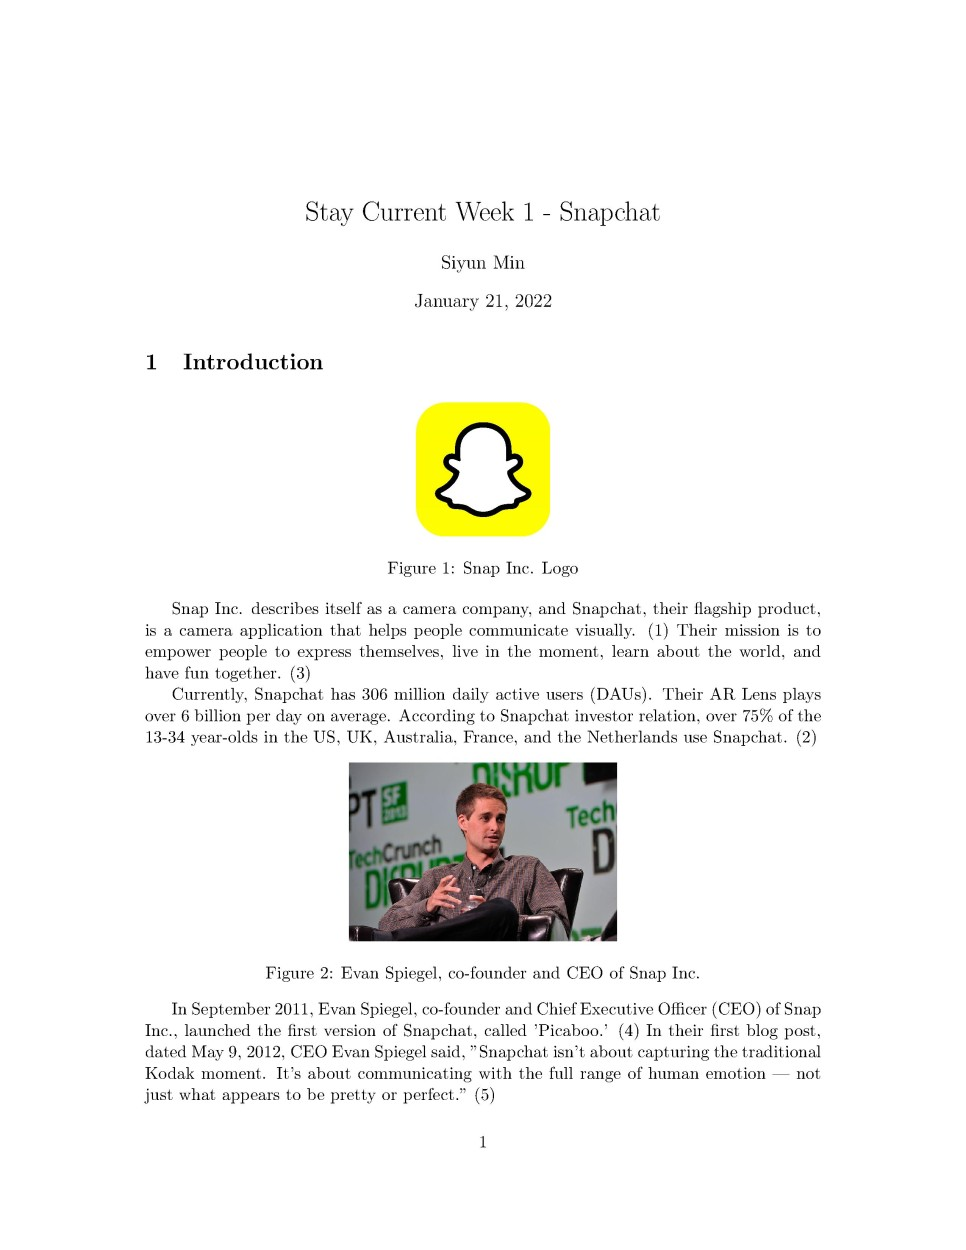 Stay Current Week 1 - Snapchat
Siyun Min
January 21, 2022
1 Introduction
Figure 1: Snap Inc. Logo
Snap Inc. describes itself as a camera company, and Snapchat, their flagship product,
is a camera application that helps people communicate visually. (1) Their mission is to
empower people to express themselves, live in the moment, learn about the world, and
have fun together. (3)
Currently, Snapchat has 306 million daily active users (DAUs). Their AR Lens plays
over 6 billion per day on average. According to Snapchat investor relation, over 75% of the
13-34 year-olds in the US, UK, Australia, France, and the Netherlands use Snapchat. (2)
DISRUPT
PT SF
2013
Tech
D
TechCrunch
DISRUPT
Figure 2: Evan Spiegel, co-founder and CEO of Snap Inc.
In September 2011, Evan Spiegel, co-founder and Chief Executive Officer (CEO) of Snap
Inc., launched the first version of Snapchat, called 'Picaboo.' (4) In their first blog post,
dated May 9, 2012, CEO Evan Spiegel said, ”Snapchat isn't about capturing the traditional
Kodak moment. It's about communicating with the full range of human emotion — not
just what appears to be pretty or perfect.” (5)
1